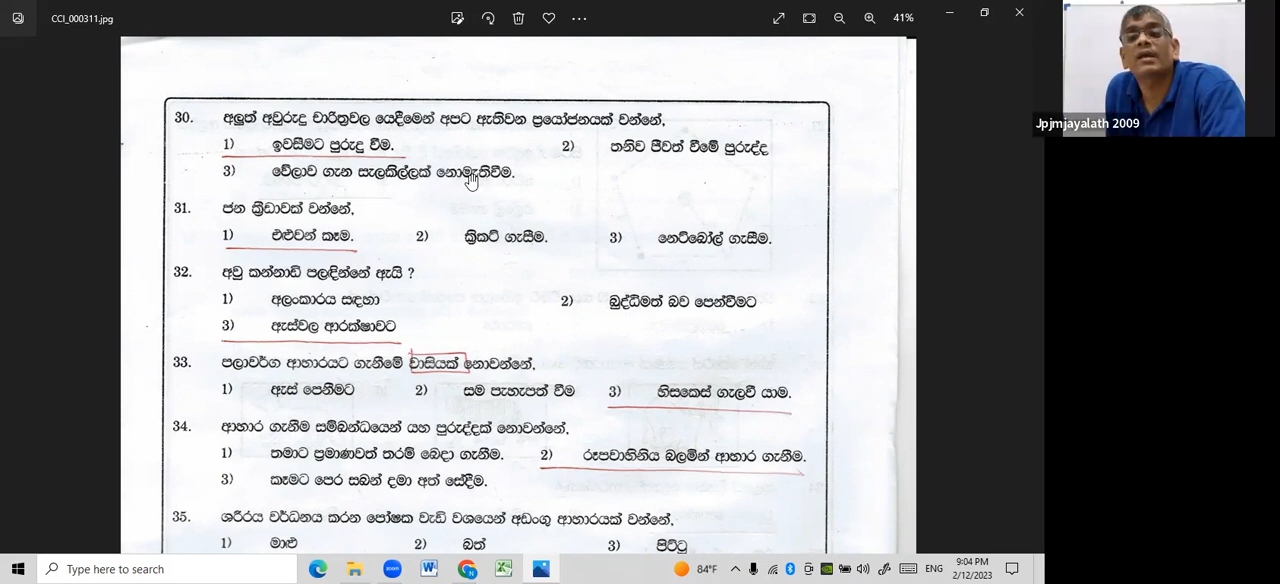 CCI_000311.jpg
41%
Jpjmjayalath 2009
30. අලුත් අවුරුදු චාරිත්‍රවල යෙදීමෙන් අපට ඇතිවන ප්‍රයෝජනයක් වන්නේ,
1) ඉවසීමට පුරුදු වීම. 2) තනිව ජීවත් වීමේ පුරුද්ද
3) වේලාව ගැන සැලකිල්ලක් නොමැතිවීම.
31. ජන ක්‍රීඩාවක් වන්නේ,
1) එළුවන් කෑම. 2) ක්‍රිකට් ගැසීම. 3) නෙට්බෝල් ගැසීම.
32. අව් කන්නාඩි පලඳින්නේ ඇයි ?
1) අලංකාරය සඳහා 2) බුද්ධිමත් බව පෙන්වීමට
3) ඇස්වල ආරක්ෂාවට
33. පලාවර්ග ආහාරයට ගැනීමේ වාසියක් නොවන්නේ,
1) ඇස් පෙනීමට 2) සම පැහැපත් වීම 3) හිසකෙස් ගැලවී යාම.
34. ආහාර ගැනීම සම්බන්ධයෙන් යහ පුරුද්දක් නොවන්නේ,
1) තමාට ප්‍රමාණවත් තරම් බෙදා ගැනීම. 2) රූපවාහිනිය බලමින් ආහාර ගැනීම.
3) කෑමට පෙර සබන් දමා අත් සේදීම.
35. ශරීරය වර්ධනය කරන පෝෂක වැඩි වශයෙන් අඩංගු ආහාරයක් වන්නේ,
1) මාළු 2) බත් 3) පිට්ටු
Type here to search
84°F
ENG
9:04 PM
2/12/2023